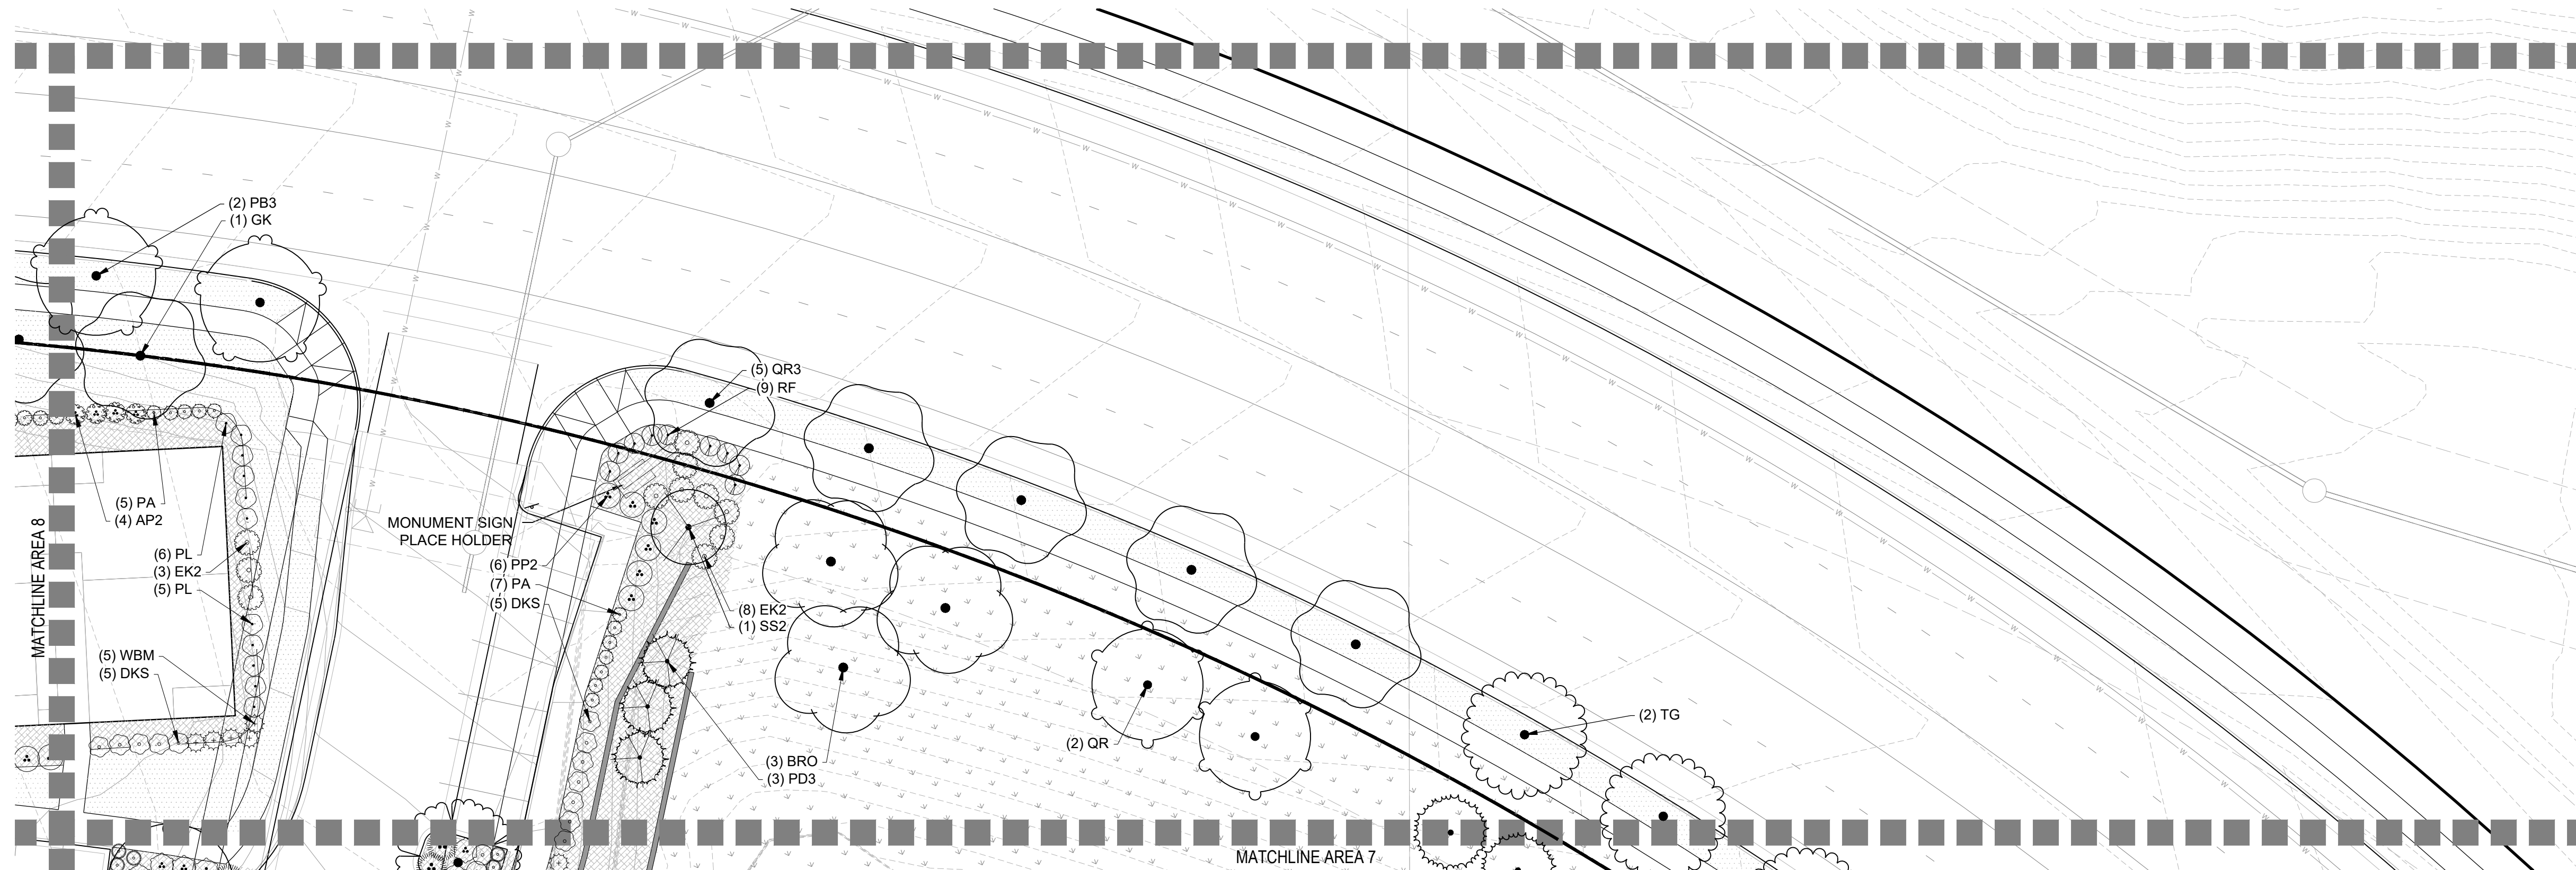 (2) PB3
(1) GK
(5) QR3
(9) RF
(5) PA
(4) AP2
MONUMENT SIGN
PLACE HOLDER
(6) PL
(3) EK2
(5) PL
(6) PP2
(7) PA
(5) DKS
(8) EK2
(1) SS2
(5) WBM
(5) DKS
(3) BRO
(3) PD3
(2) QR
(2) TG
MATCHLINE AREA 8
MATCHLINE AREA 7